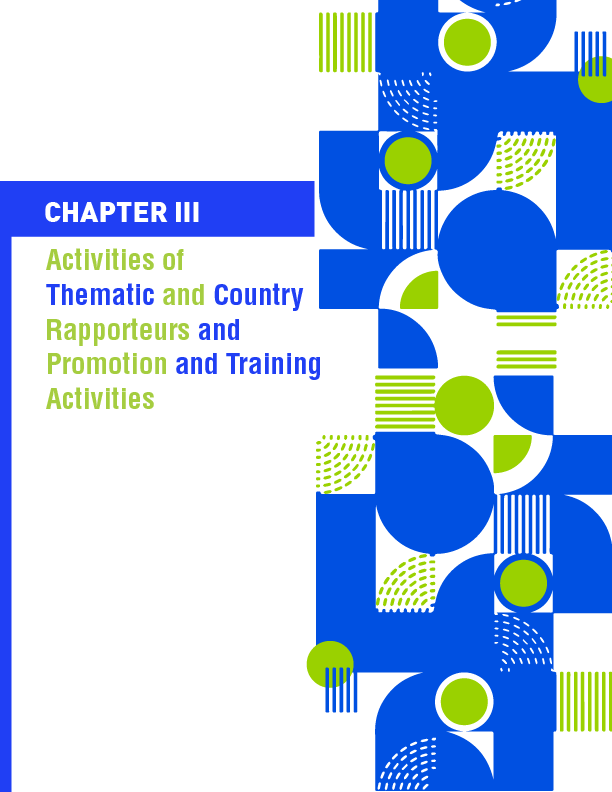 CHAPTER III
Activities of
Thematic and Country
Rapporteurs and
Promotion and Training
Activities